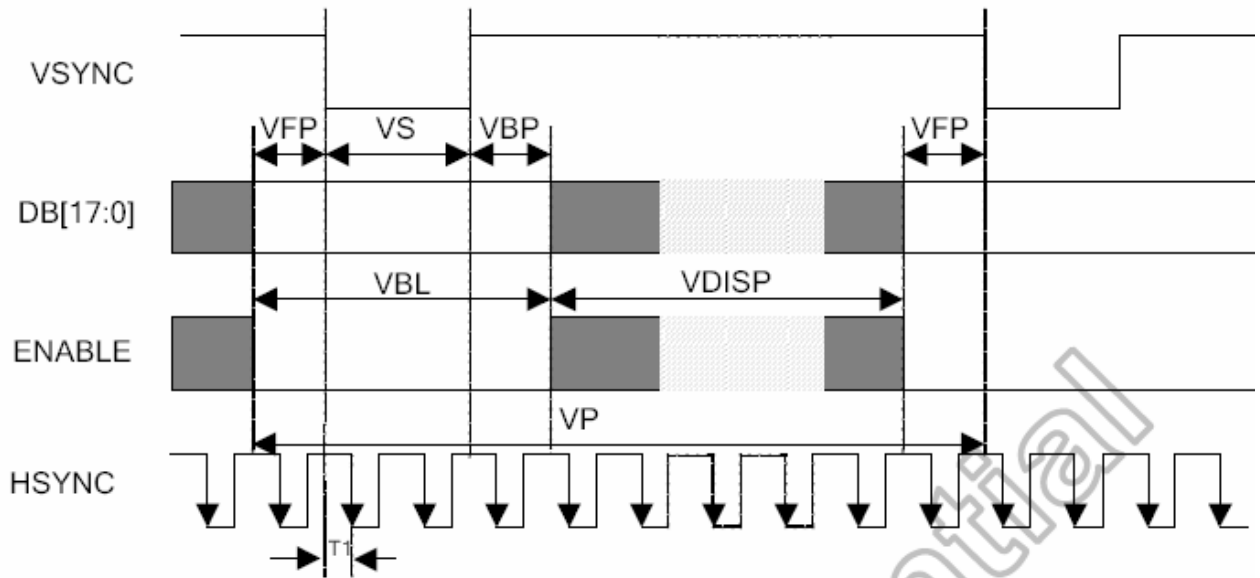 VSYNC
VFP VS VBP VFP
DB[17:0]
VBL VDISP
ENABLE
VP
HSYNC
T1